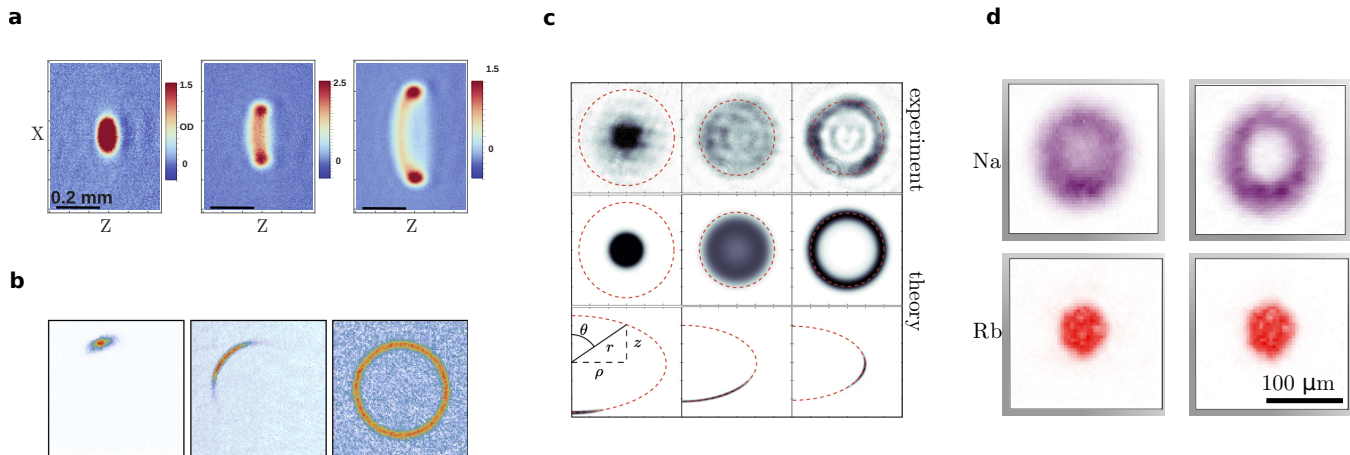 a
1.5
OD
0
2.5
0
1.5
0
X
0.2 mm
Z
Z
Z
b
c
experiment
theory
θ
r
z
ρ
d
Na
Rb
100 μm